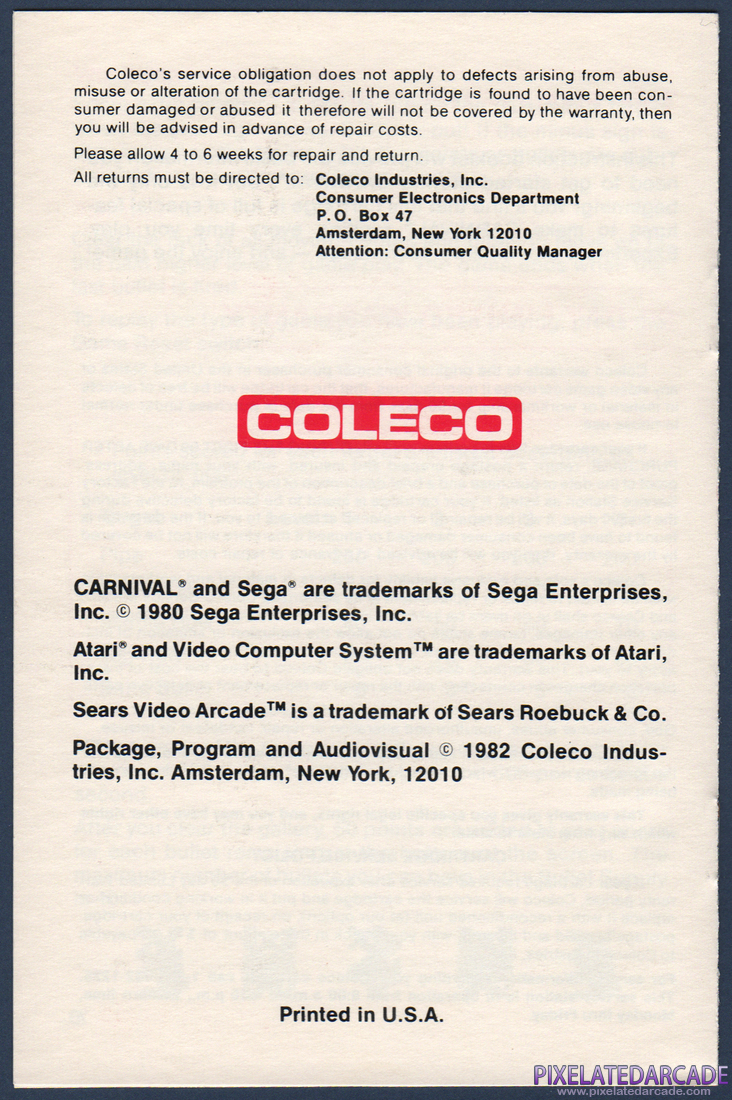 Coleco's service obligation does not apply to defects arising from abuse,
misuse or alteration of the cartridge. If the cartridge is found to have been con-
sumer damaged or abused it therefore will not be covered by the warranty, then
you will be advised in advance of repair costs.
Please allow 4 to 6 weeks for repair and return.
All returns must be directed to: Coleco Industries, Inc.
Consumer Electronics Department
P.O. Box 47
Amsterdam, New York 12010
Attention: Consumer Quality Manager
COLECO
CARNIVAL® and Sega® are trademarks of Sega Enterprises,
Inc. © 1980 Sega Enterprises, Inc.
Atari® and Video Computer System™ are trademarks of Atari,
Inc.
Sears Video Arcade™ is a trademark of Sears Roebuck & Co.
Package, Program and Audiovisual © 1982 Coleco Indus-
tries, Inc. Amsterdam, New York, 12010
Printed in U.S.A.
PIXELATEDARCADE
www.pixelatedarcade.com